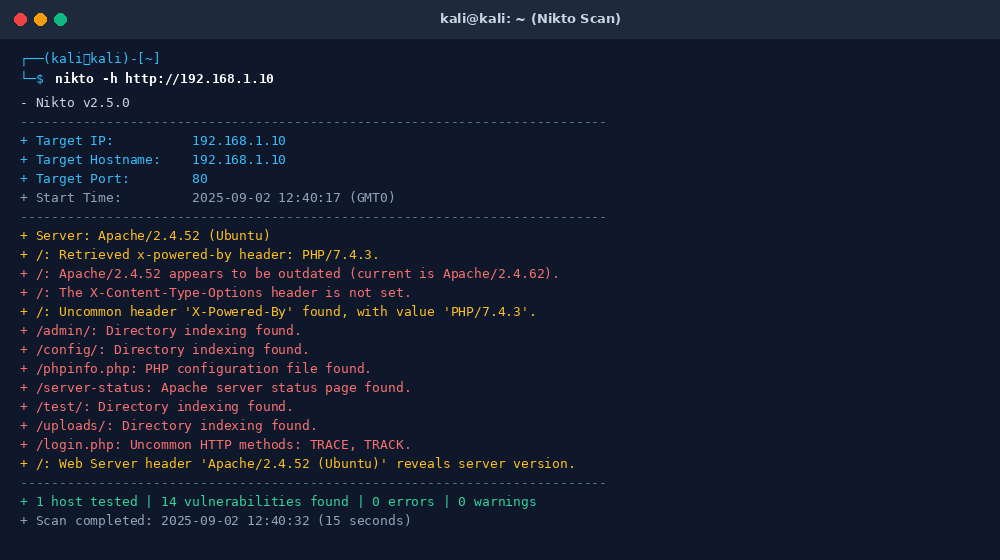 kali@kali: ~ (Nikto Scan)
┌──(kali▯kali)-[~]
└─$ nikto -h http://192.168.1.10
- Nikto v2.5.0
---------------------------------------------------------------------------
+ Target IP:          192.168.1.10
+ Target Hostname:    192.168.1.10
+ Target Port:        80
+ Start Time:         2025-09-02 12:40:17 (GMT0)
---------------------------------------------------------------------------
+ Server: Apache/2.4.52 (Ubuntu)
+ /: Retrieved x-powered-by header: PHP/7.4.3.
+ /: Apache/2.4.52 appears to be outdated (current is Apache/2.4.62).
+ /: The X-Content-Type-Options header is not set.
+ /: Uncommon header 'X-Powered-By' found, with value 'PHP/7.4.3'.
+ /admin/: Directory indexing found.
+ /config/: Directory indexing found.
+ /phpinfo.php: PHP configuration file found.
+ /server-status: Apache server status page found.
+ /test/: Directory indexing found.
+ /uploads/: Directory indexing found.
+ /login.php: Uncommon HTTP methods: TRACE, TRACK.
+ /: Web Server header 'Apache/2.4.52 (Ubuntu)' reveals server version.
---------------------------------------------------------------------------
+ 1 host tested | 14 vulnerabilities found | 0 errors | 0 warnings
+ Scan completed: 2025-09-02 12:40:32 (15 seconds)